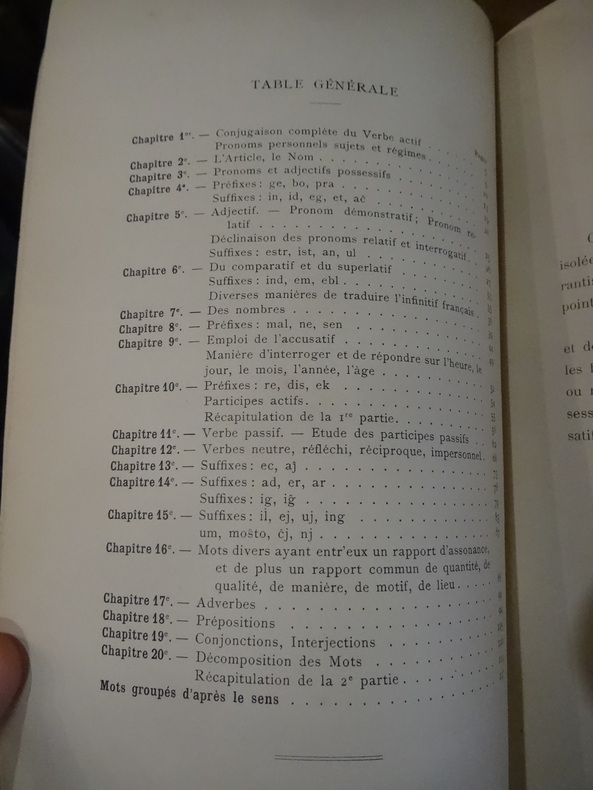 TABLE GÉNÉRALE
Chapitre 1er. — Conjugaison complète du Verbe actif
Pronoms personnels sujets et régimes
Chapitre 2e. — L'Article, le Nom
Chapitre 3e. — Pronoms et adjectifs possessifs
Chapitre 4e. — Préfixes : ge, bo, pra
Suffixes : in, id, eg, et, aĉ
Chapitre 5e. — Adjectif. — Pronom démonstratif ; Pronom re-
latif
Déclinaison des pronoms relatif et interrogatif
Suffixes : estr, ist, an, ul
Chapitre 6e. — Du comparatif et du superlatif
Suffixes : ind, em, ebl
Diverses manières de traduire l'infinitif français
Chapitre 7e. — Des nombres
Chapitre 8e. — Préfixes : mal, ne, sen
Chapitre 9e. — Emploi de l'accusatif
Manière d'interroger et de répondre sur l'heure, le
jour, le mois, l'année, l'âge
Chapitre 10e. — Préfixes : re, dis, ek
Participes actifs
Récapitulation de la 1re partie
Chapitre 11e. — Verbe passif. — Etude des participes passifs
Chapitre 12e. — Verbes neutre, réfléchi, réciproque, impersonnel
Chapitre 13e. — Suffixes : ec, aj
Chapitre 14e. — Suffixes : ad, er, ar
Suffixes : ig, iĝ
Chapitre 15e. — Suffixes : il, ej, uj, ing
um, moŝto, ĉj, nj
Chapitre 16e. — Mots divers ayant entr'eux un rapport d'assonance,
et de plus un rapport commun de quantité, de
qualité, de manière, de motif, de lieu
Chapitre 17e. — Adverbes
Chapitre 18e. — Prépositions
Chapitre 19e. — Conjonctions, Interjections
Chapitre 20e. — Décomposition des Mots
Récapitulation de la 2e partie
Mots groupés d'après le sens
isolée
point
et de
les
ou